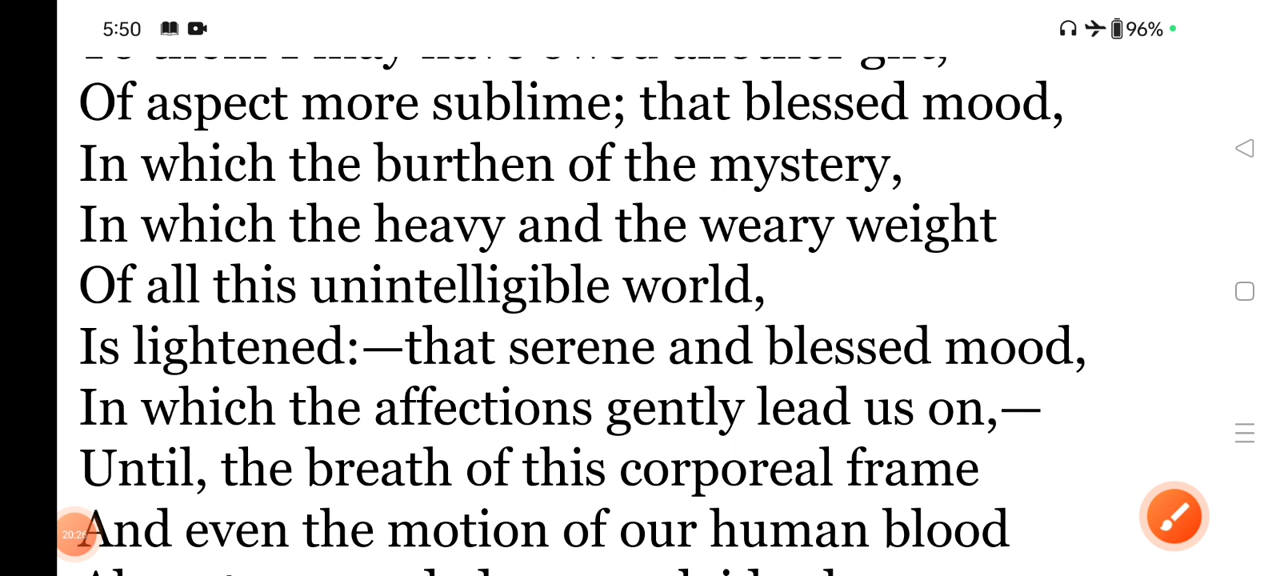 5:50 96%
Of aspect more sublime; that blessed mood,
In which the burthen of the mystery,
In which the heavy and the weary weight
Of all this unintelligible world,
Is lightened:—that serene and blessed mood,
In which the affections gently lead us on,—
Until, the breath of this corporeal frame
20:26
And even the motion of our human blood